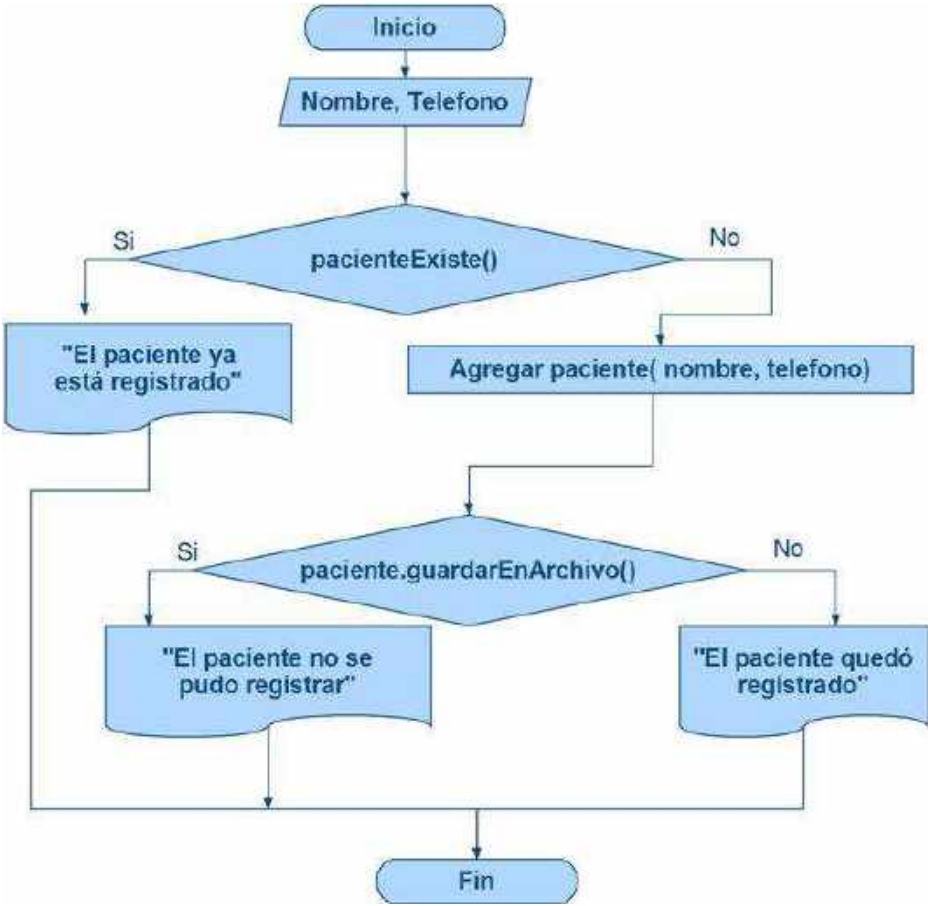 Inicio
Nombre, Telefono
Si
No
pacienteExiste()
"El paciente ya
está registrado"
Agregar paciente( nombre, telefono)
Si
No
paciente.guardarEnArchivo()
"El paciente no se
pudo registrar"
"El paciente quedó
registrado"
Fin